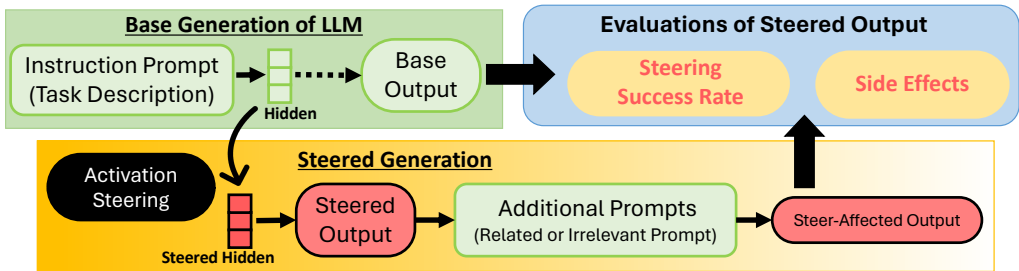 Base Generation of LLM
Instruction Prompt
(Task Description)
Hidden
Base
Output
Evaluations of Steered Output
Steering
Success Rate
Side Effects
Steered Generation
Activation
Steering
Steered Hidden
Steered
Output
Additional Prompts
(Related or Irrelevant Prompt)
Steer-Affected Output